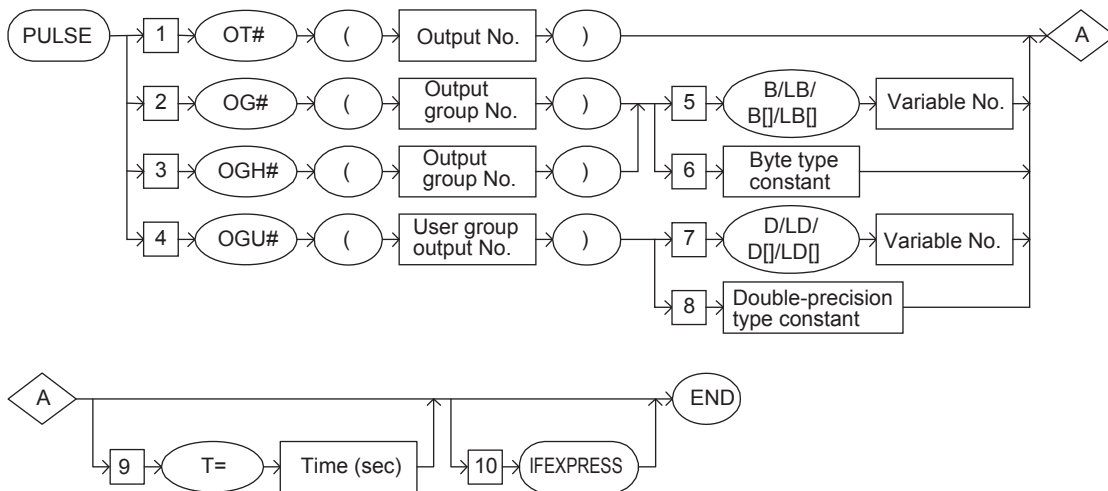 PULSE 1 OT# ( Output No. ) A
2 OG# ( Output group No. ) 5 B/LB/ B[]/LB[] Variable No.
3 OGH# ( Output group No. ) 6 Byte type constant
4 OGU# ( User group output No. ) 7 D/LD/ D[]/LD[] Variable No.
8 Double-precision type constant
A END
9 T= Time (sec) 10 IFEXPRESS